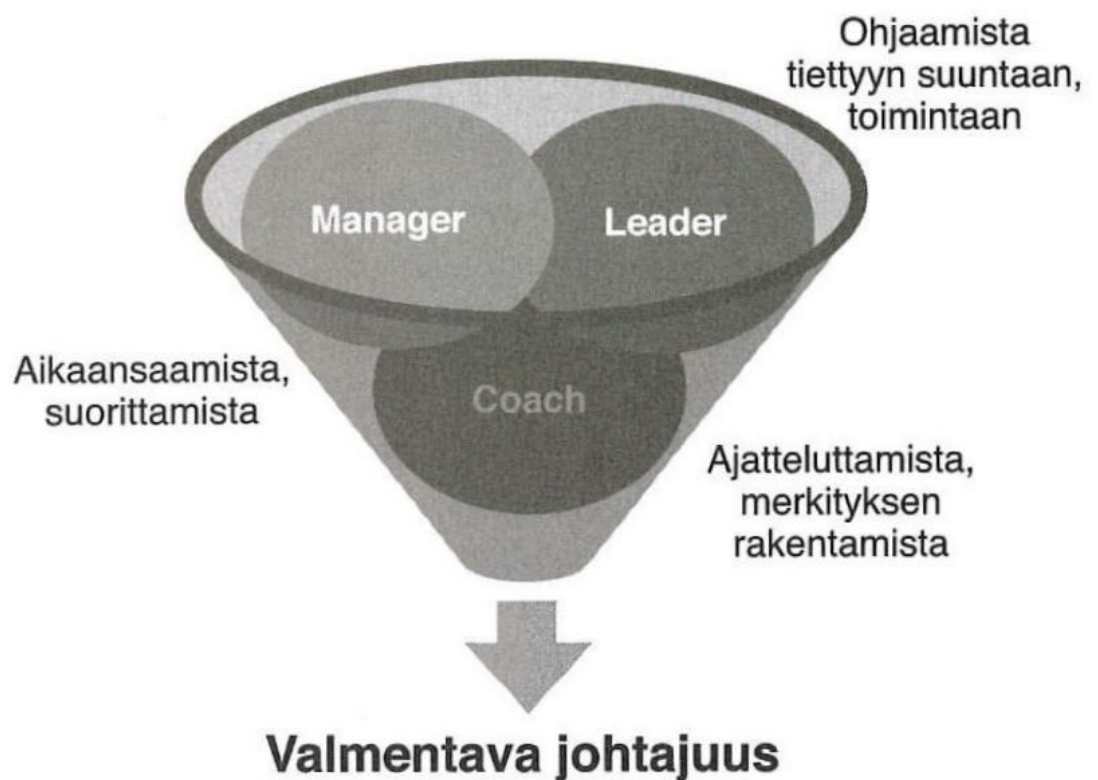 Ohjaamista
tiettyyn suuntaan,
toimintaan
Manager
Leader
Aikaansaamista,
suorittamista
Coach
Ajatteluttamista,
merkityksen
rakentamista
Valmentava johtajuus